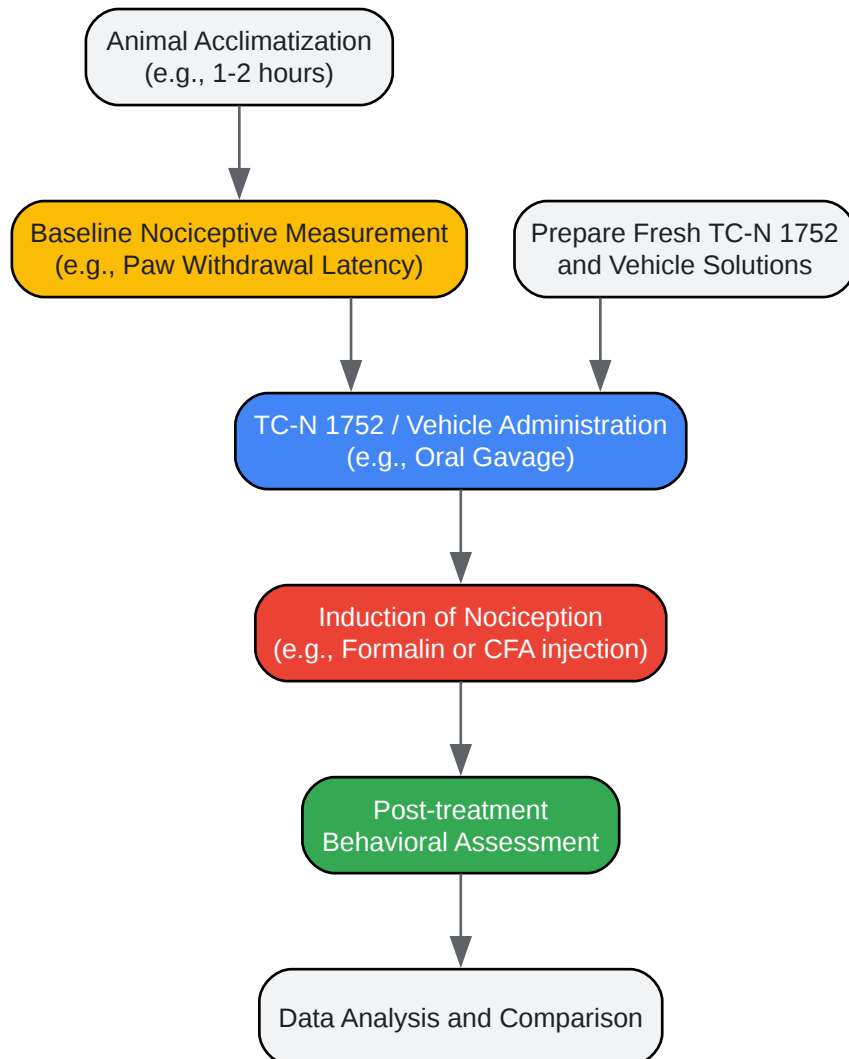 Animal Acclimatization
(e.g., 1-2 hours)
Baseline Nociceptive Measurement
(e.g., Paw Withdrawal Latency)
Prepare Fresh TC-N 1752
and Vehicle Solutions
TC-N 1752 / Vehicle Administration
(e.g., Oral Gavage)
Induction of Nociception
(e.g., Formalin or CFA injection)
Post-treatment
Behavioral Assessment
Data Analysis and Comparison